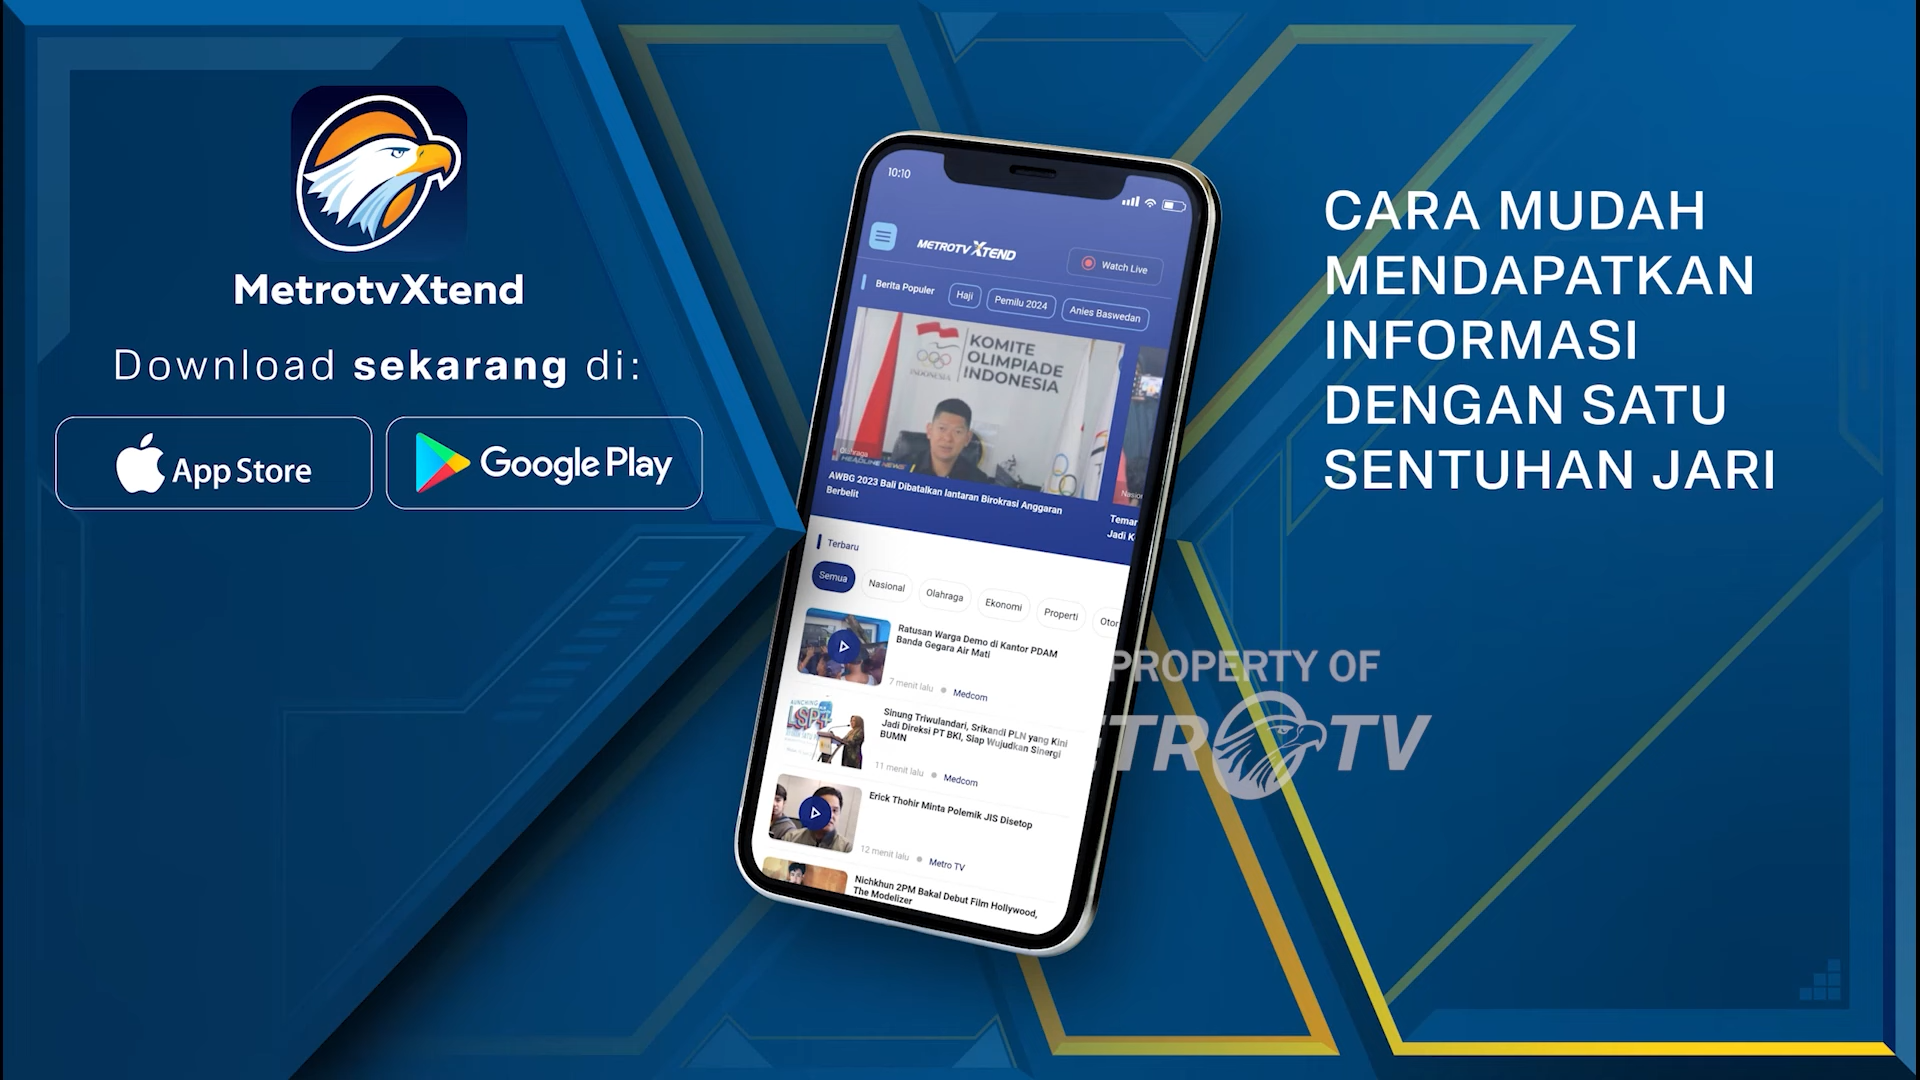 MetrotvXtend
Download sekarang di:
App Store
Google Play
10:10
METROTV XTEND
Watch Live
Berita Populer
Haji
Pemilu 2024
Anies Baswedan
KOMITE
OLIMPIADE
INDONESIA
INDONESIA
Olahraga
HEADLINE NEWS
AWBG 2023 Bali Dibatalkan lantaran Birokrasi Anggaran
Berbelit
Terbaru
Semua
Nasional
Olahraga
Ekonomi
Properti
Ratusan Warga Demo di Kantor PDAM
Banda Gegara Air Mati
7 menit lalu
Medcom
Sinung Triwulandari, Srikandi PLN yang Kini
Jadi Direksi PT BKI, Siap Wujudkan Sinergi
BUMN
11 menit lalu
Medcom
Erick Thohir Minta Polemik JIS Disetop
12 menit lalu
Metro TV
Nichkhun 2PM Bakal Debut Film Hollywood,
The Modelizer
CARA MUDAH
MENDAPATKAN
INFORMASI
DENGAN SATU
SENTUHAN JARI
PROPERTY OF
TV